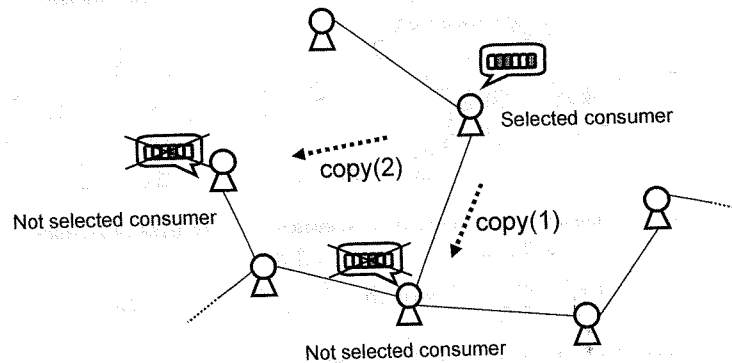 Selected consumer
copy(2)
Not selected consumer
copy(1)
Not selected consumer